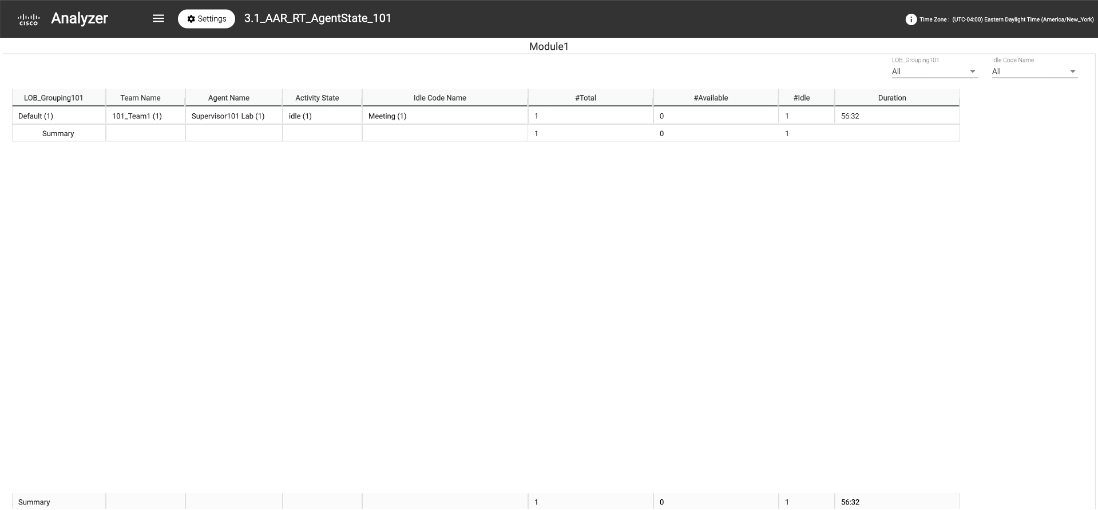 CISCO Analyzer Settings 3.1_AAR_RT_AgentState_101 i Time Zone : (UTC-04:00) Eastern Daylight Time (America/New_York)
Module1
LOB_Grouping101 Idle Code Name
All All
LOB_Grouping101 Team Name Agent Name Activity State Idle Code Name #Total #Available #Idle Duration
Default (1) 101_Team1 (1) Supervisor101 Lab (1) idle (1) Meeting (1) 1 0 1 56:32
Summary 1 0 1
Summary 1 0 1 56:32